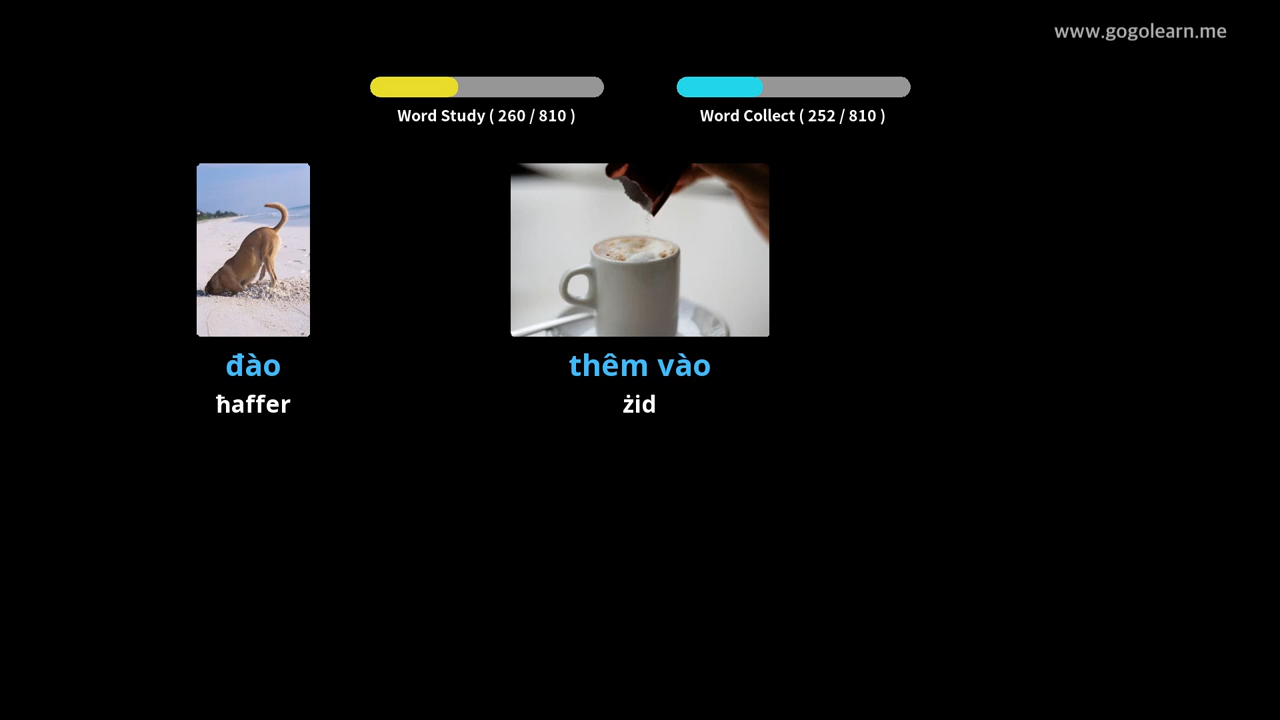 www.gogolearn.me
Word Study ( 260 / 810 )
Word Collect ( 252 / 810 )
đào
thêm vào
ħaffer
żid